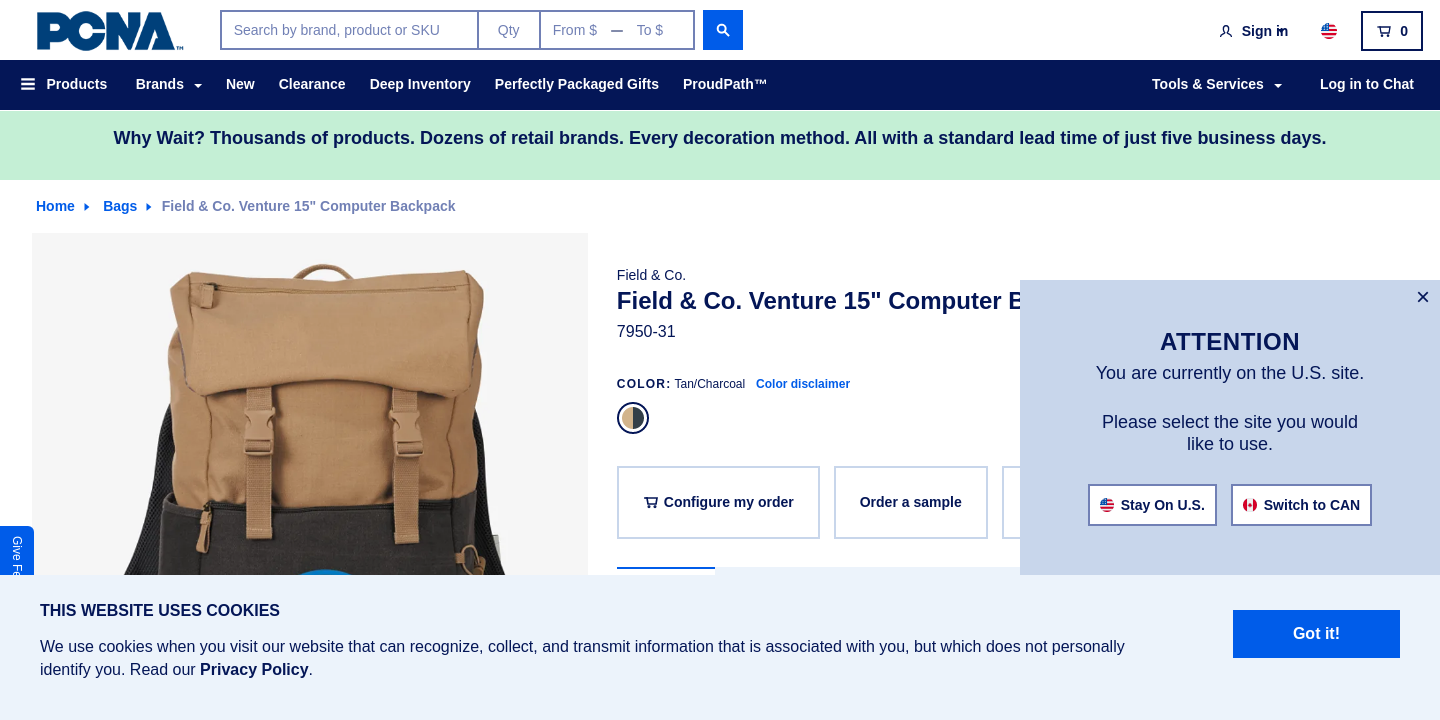 PCNA™
Search by brand, product or SKU
Qty
From $ — To $
Sign in
0
Products
Brands
New
Clearance
Deep Inventory
Perfectly Packaged Gifts
ProudPath™
Tools & Services
Log in to Chat
Why Wait? Thousands of products. Dozens of retail brands. Every decoration method. All with a standard lead time of just five business days.
Home
Bags
Field & Co. Venture 15" Computer Backpack
Field & Co.
Field & Co. Venture 15" Computer
7950-31
COLOR: Tan/Charcoal Color disclaimer
Configure my order
Order a sample
×
ATTENTION
You are currently on the U.S. site.
Please select the site you would
like to use.
Stay On U.S.
Switch to CAN
Give
THIS WEBSITE USES COOKIES
We use cookies when you visit our website that can recognize, collect, and transmit information that is associated with you, but which does not personally
identify you. Read our Privacy Policy.
Got it!